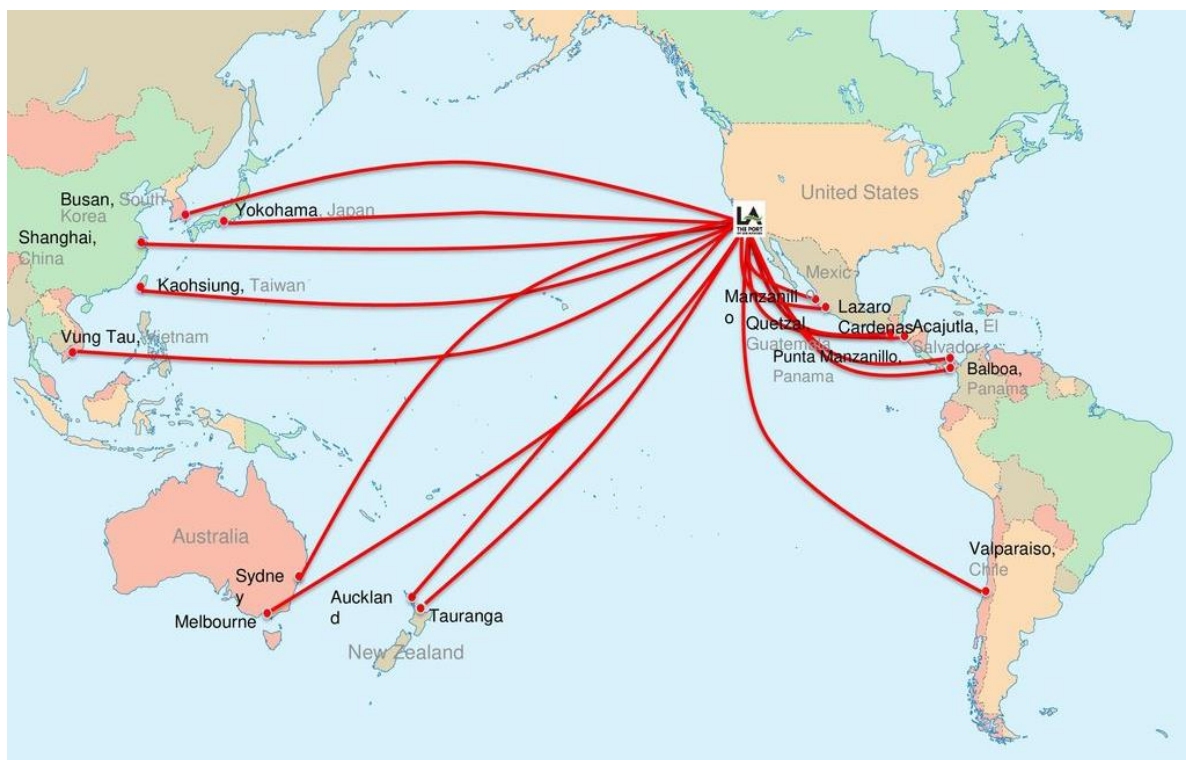 United States
Busan, South
Korea
Yokohama, Japan
Shanghai,
China
LA
THE PORT
Kaohsiung, Taiwan
Mexic
o
Manzanill
o
Lazaro
Cardenas
Quetzal,
Guatemala
Acajutla, El
Salvador
Vung Tau, Vietnam
Punta Manzanillo,
Panama
Balboa,
Panama
Australia
Valparaiso,
Chile
Sydne
y
Aucklan
d
Melbourne
Tauranga
New Zealand